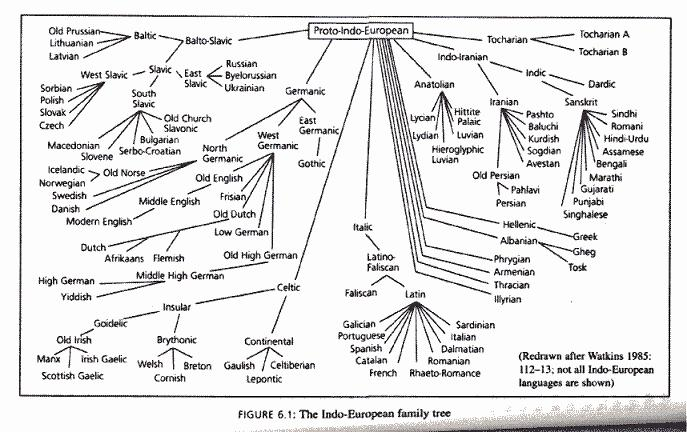 Proto-Indo-European
Old Prussian
Lithuanian
Latvian
Baltic
Balto-Slavic
West Slavic
Slavic
East
Slavic
Russian
Byelorussian
Ukrainian
Sorbian
Polish
Slovak
Czech
South
Slavic
Old Church
Slavonic
Bulgarian
Serbo-Croatian
Macedonian
Slovene
Germanic
North
Germanic
West
Germanic
East
Germanic
Gothic
Icelandic
Norwegian
Old Norse
Swedish
Danish
Old English
Middle English
Modern English
Frisian
Old Dutch
Low German
Dutch
Afrikaans
Flemish
Old High German
Middle High German
High German
Yiddish
Celtic
Insular
Goidelic
Old Irish
Manx
Irish Gaelic
Scottish Gaelic
Brythonic
Welsh
Breton
Cornish
Continental
Gaulish
Celtiberian
Lepontic
Italic
Latino-
Faliscan
Faliscan
Latin
Galician
Portuguese
Spanish
Catalan
French
Sardinian
Italian
Dalmatian
Romanian
Rhaeto-Romance
Anatolian
Lycian
Lydian
Hittite
Palaic
Luvian
Hieroglyphic
Luvian
Tocharian
Tocharian A
Tocharian B
Indo-Iranian
Indic
Dardic
Iranian
Pashto
Baluchi
Kurdish
Sogdian
Avestan
Old Persian
Pahlavi
Persian
Sanskrit
Sindhi
Romani
Hindi-Urdu
Assamese
Bengali
Marathi
Gujarati
Punjabi
Singhalese
Hellenic
Greek
Albanian
Gheg
Tosk
Phrygian
Armenian
Thracian
Illyrian
(Redrawn after Watkins 1985:
112–13; not all Indo-European
languages are shown)
FIGURE 6.1: The Indo-European family tree